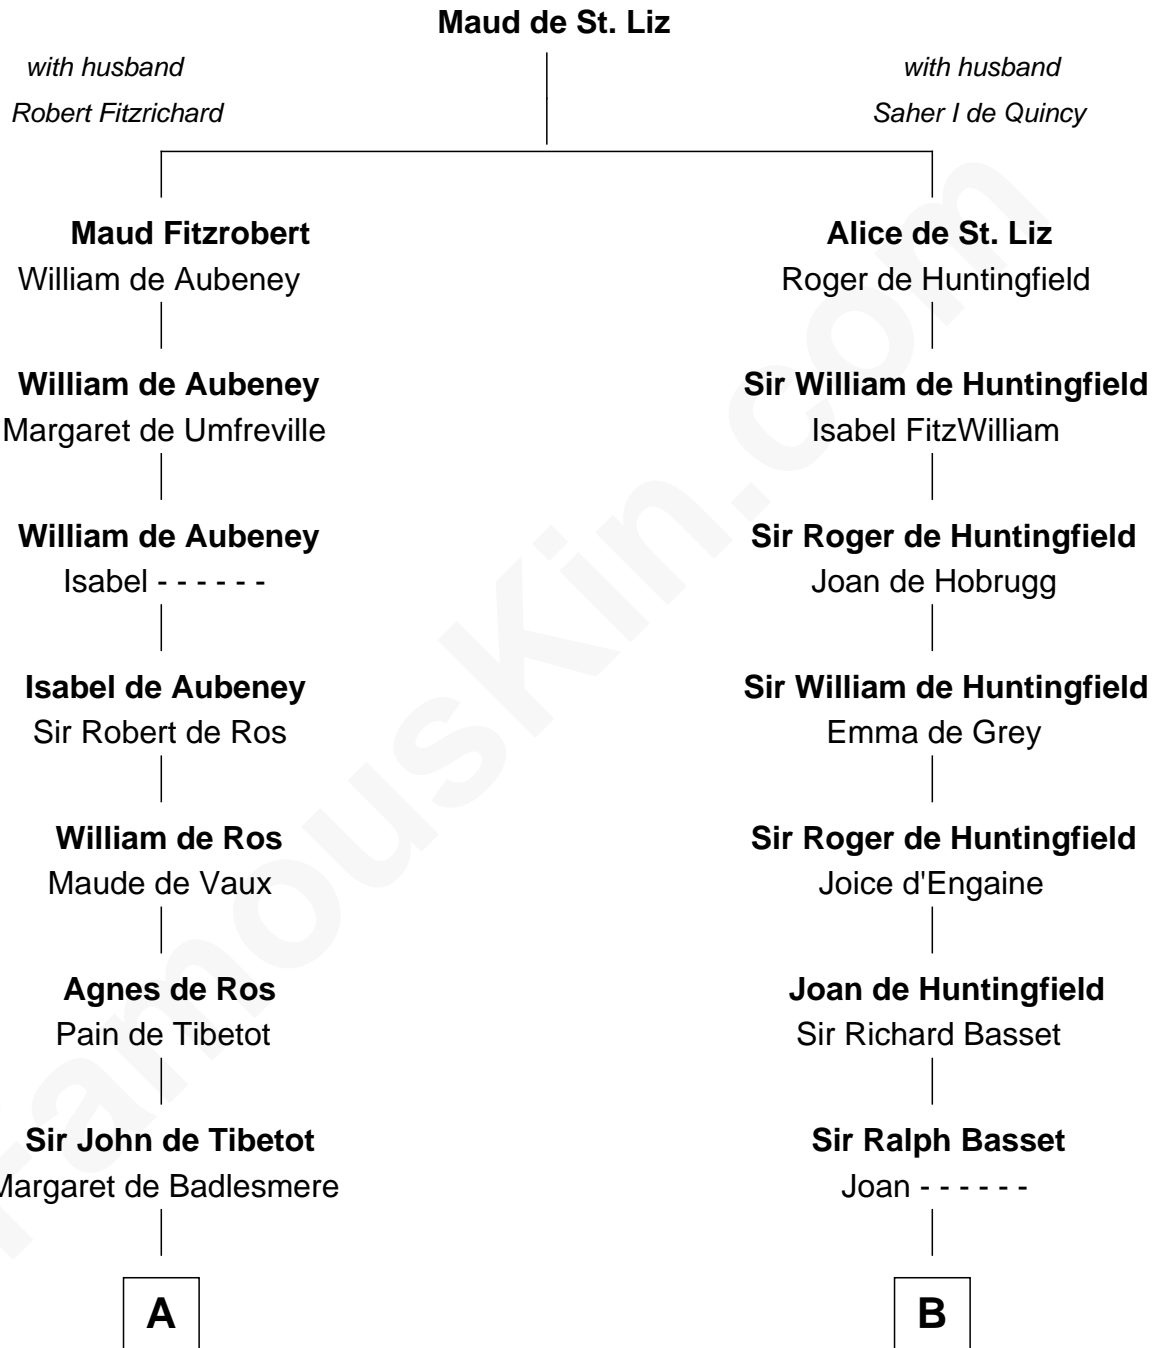 Maud de St. Liz
with husband
Robert Fitzrichard
with husband
Saher I de Quincy
Maud Fitzrobert
William de Aubeney
Alice de St. Liz
Roger de Huntingfield
William de Aubeney
Margaret de Umfreville
Sir William de Huntingfield
Isabel FitzWilliam
William de Aubeney
Isabel - - - - - -
Sir Roger de Huntingfield
Joan de Hobrugg
Isabel de Aubeney
Sir Robert de Ros
Sir William de Huntingfield
Emma de Grey
William de Ros
Maude de Vaux
Sir Roger de Huntingfield
Joice d'Engaine
Agnes de Ros
Pain de Tibetot
Joan de Huntingfield
Sir Richard Basset
Sir John de Tibetot
Margaret de Badlesmere
Sir Ralph Basset
Joan - - - - - -
A
B
FamousKin.com